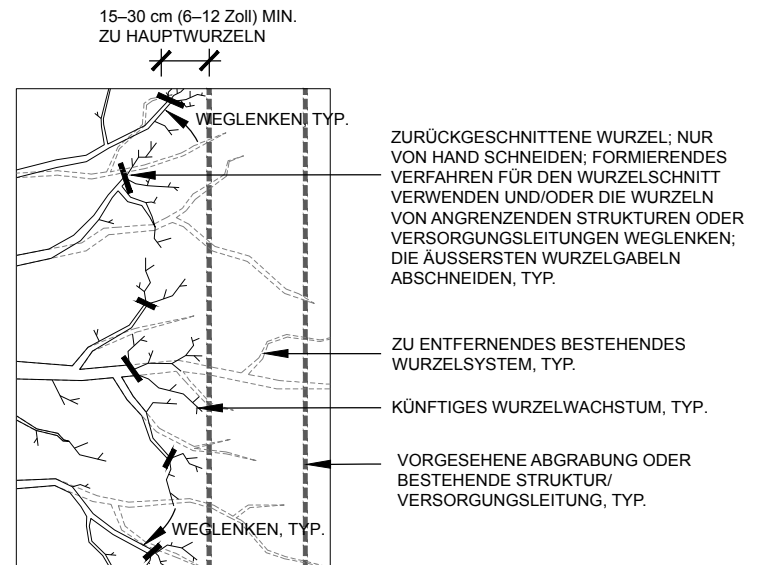 15–30 cm (6–12 Zoll) MIN.
ZU HAUPTWURZELN
WEGLENKEN, TYP.
ZURÜCKGESCHNITTENE WURZEL; NUR
VON HAND SCHNEIDEN; FORMIERENDES
VERFAHREN FÜR DEN WURZELSCHNITT
VERWENDEN UND/ODER DIE WURZELN
VON ANGRENZENDEN STRUKTUREN ODER
VERSORGUNGSLEITUNGEN WEGLENKEN;
DIE ÄUSSERSTEN WURZELGABELN
ABSCHNEIDEN, TYP.
ZU ENTFERNENDES BESTEHENDES
WURZELSYSTEM, TYP.
KÜNFTIGES WURZELWACHSTUM, TYP.
VORGESEHENE ABGRABUNG ODER
BESTEHENDE STRUKTUR/
VERSORGUNGSLEITUNG, TYP.
WEGLENKEN, TYP.